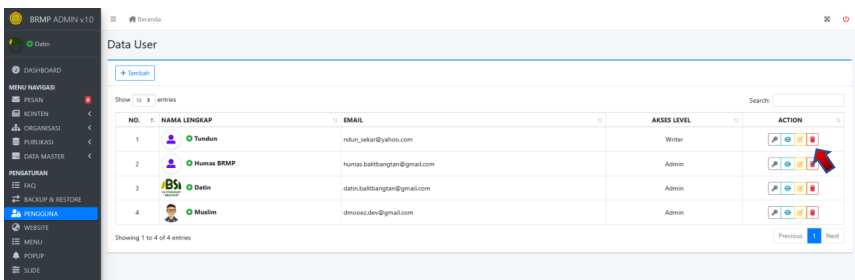 BRMP ADMIN v.1.0
Beranda
Datin
Data User
DASHBOARD
+ Tambah
MENU NAVIGASI
PESAN
KONTEN
ORGANISASI
PUBLIKASI
DATA MASTER
PENGATURAN
FAQ
BACKUP & RESTORE
PENGGUNA
WEBSITE
MENU
POPUP
SLIDE
Show 10 entries
Search:
NO. NAMA LENGKAP EMAIL AKSES LEVEL ACTION
1 Tundun ndun_sekar@yahoo.com Writer
2 Humas BRMP humas.balitbangtan@gmail.com Admin
3 BSI Datin datin.balitbangtan@gmail.com Admin
4 Muslim dmooez.dev@gmail.com Admin
Showing 1 to 4 of 4 entries
Previous 1 Next